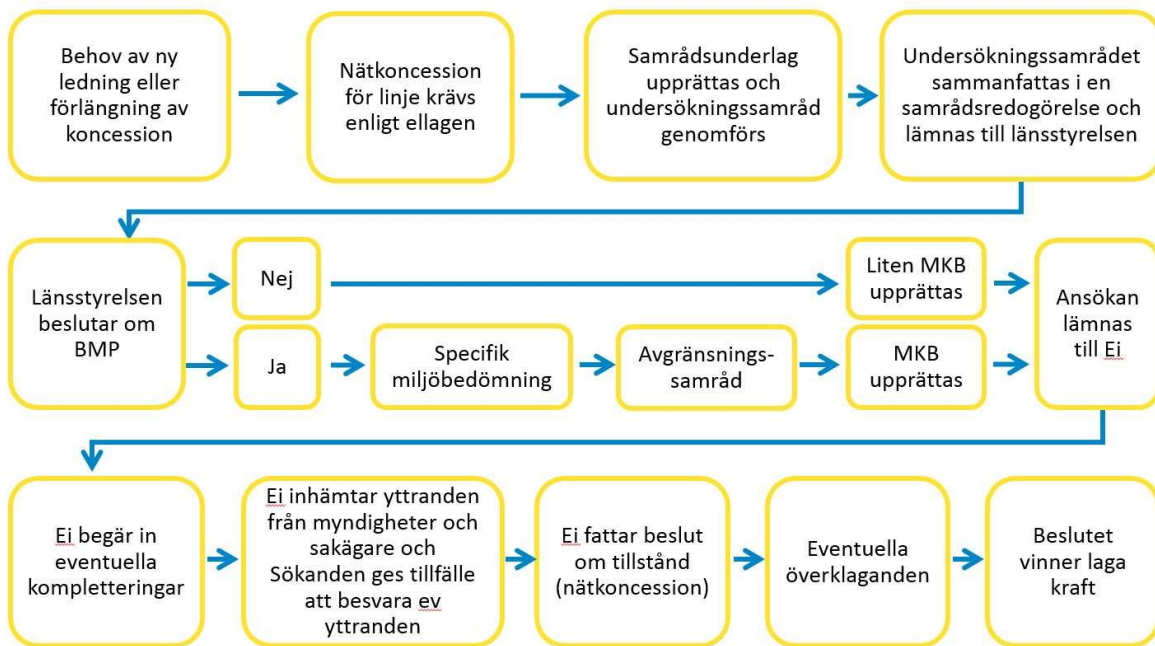 Behov av ny
ledning eller
förlängning av
koncession
Nätkoncession
för linje krävs
enligt ellagen
Samrådsunderlag
upprättas och
undersökningssamråd
genomförs
Undersökningssamrådet
sammanfattas i en
samrådsredogörelse och
lämnas till länsstyrelsen
Länsstyrelsen
beslutar om
BMP
Nej
Liten MKB
upprättas
Ja
Specifik
miljöbedömning
Avgränsnings-
samråd
MKB
upprättas
Ansökan
lämnas
till Ei
Ei begär in
eventuella
kompletteringar
Ei inhämtar yttranden
från myndigheter och
sakägare och
Sökanden ges tillfälle
att besvara ev
yttranden
Ei fattar beslut
om tillstånd
(nätkoncession)
Eventuella
överklaganden
Beslutet
vinner laga
kraft